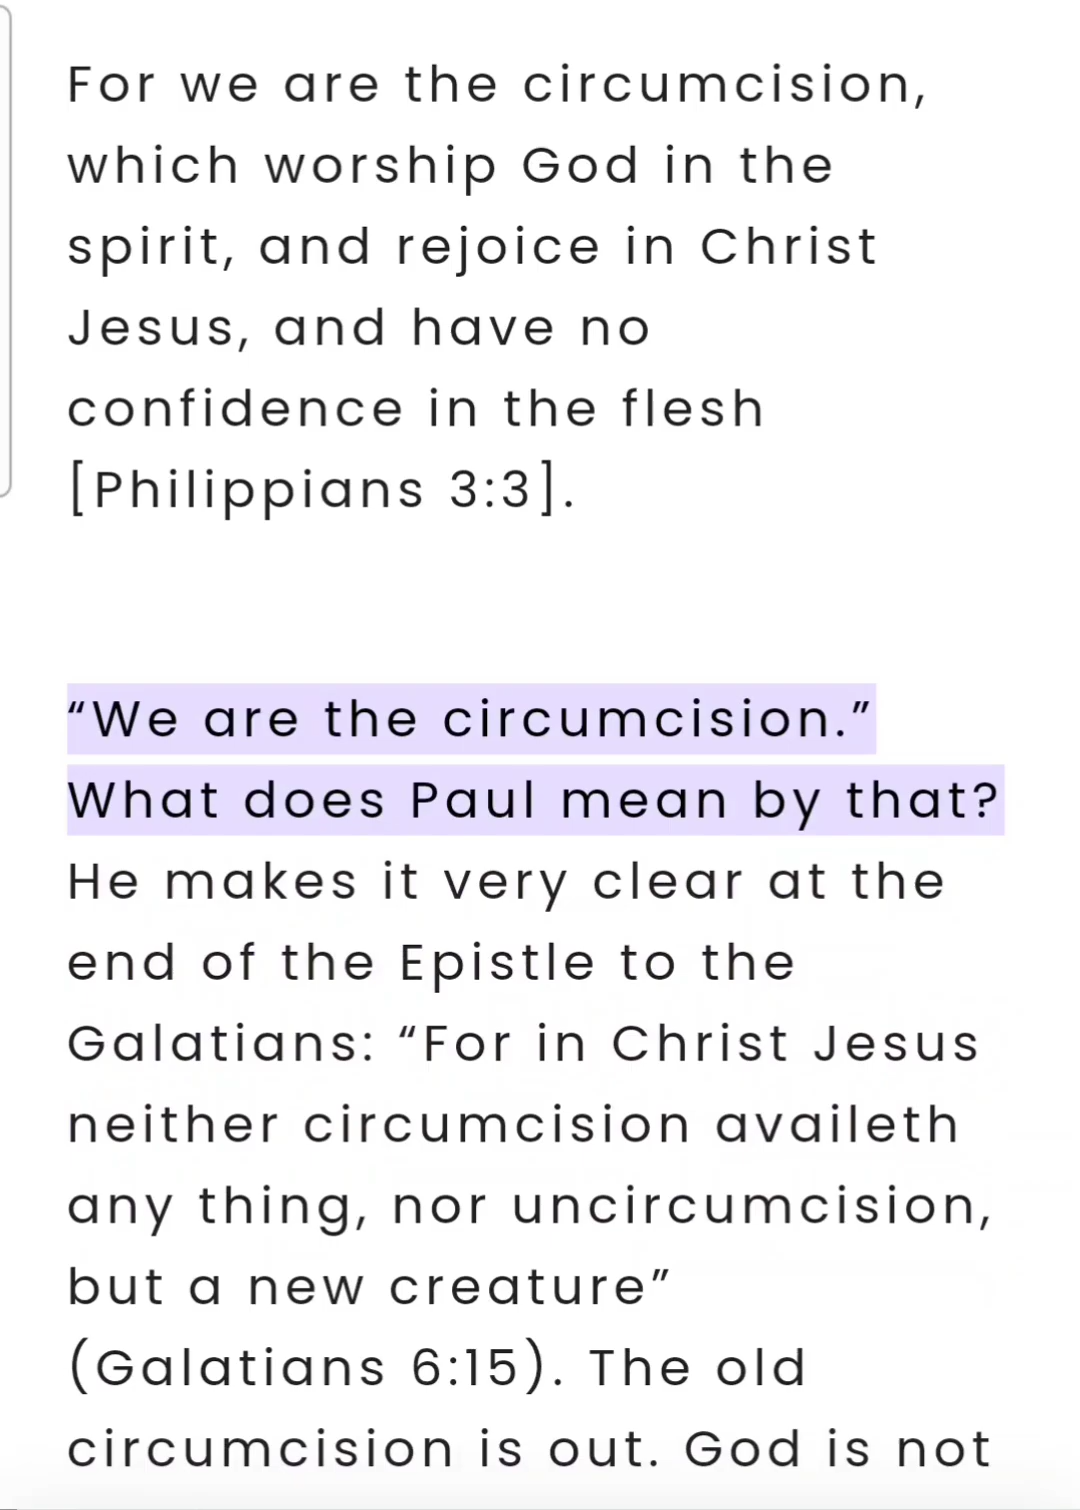 For we are the circumcision,
which worship God in the
spirit, and rejoice in Christ
Jesus, and have no
confidence in the flesh
[Philippians 3:3].
“We are the circumcision.”
What does Paul mean by that?
He makes it very clear at the
end of the Epistle to the
Galatians: “For in Christ Jesus
neither circumcision availeth
any thing, nor uncircumcision,
but a new creature”
(Galatians 6:15). The old
circumcision is out. God is not